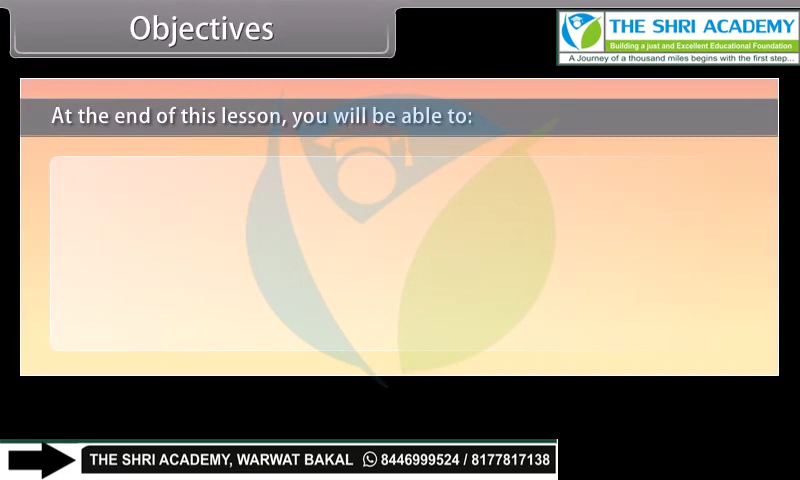 Objectives
THE SHRI ACADEMY
Building a just and Excellent Educational Foundation
A Journey of a thousand miles begins with the first step...
At the end of this lesson, you will be able to:
THE SHRI ACADEMY, WARWAT BAKAL 8446999524 / 8177817138